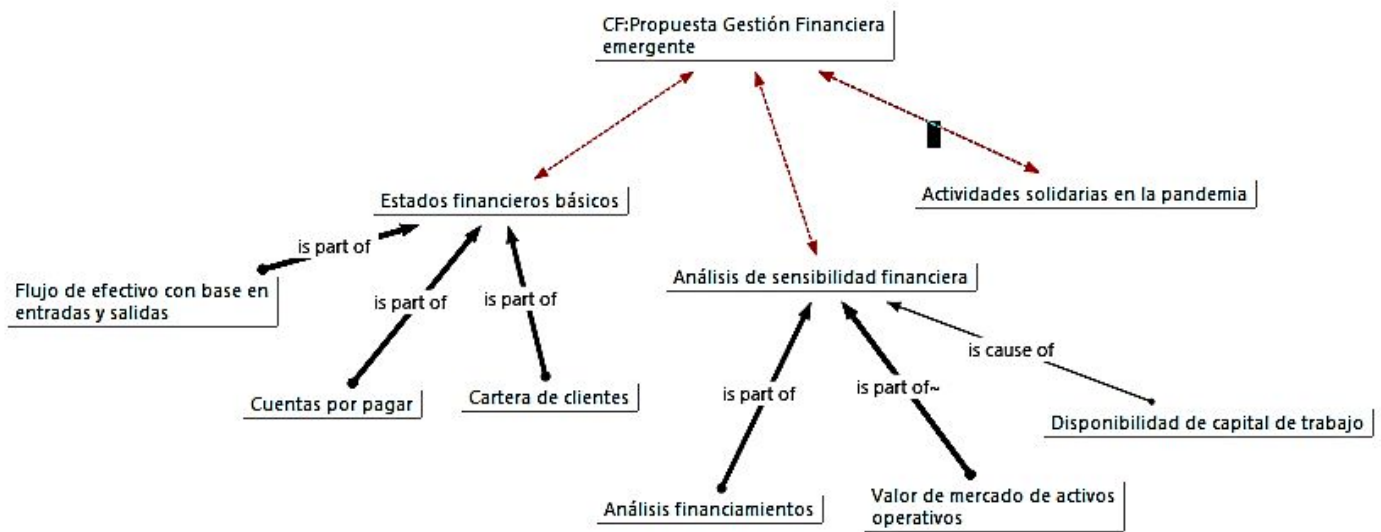 CF:Propuesta Gestión Financiera
emergente
Estados financieros básicos
Actividades solidarias en la pandemia
is part of
Flujo de efectivo con base en
entradas y salidas
is part of
is part of
Análisis de sensibilidad financiera
is cause of
Cuentas por pagar
Cartera de clientes
is part of
is part of~
Disponibilidad de capital de trabajo
Análisis financiamientos
Valor de mercado de activos
operativos